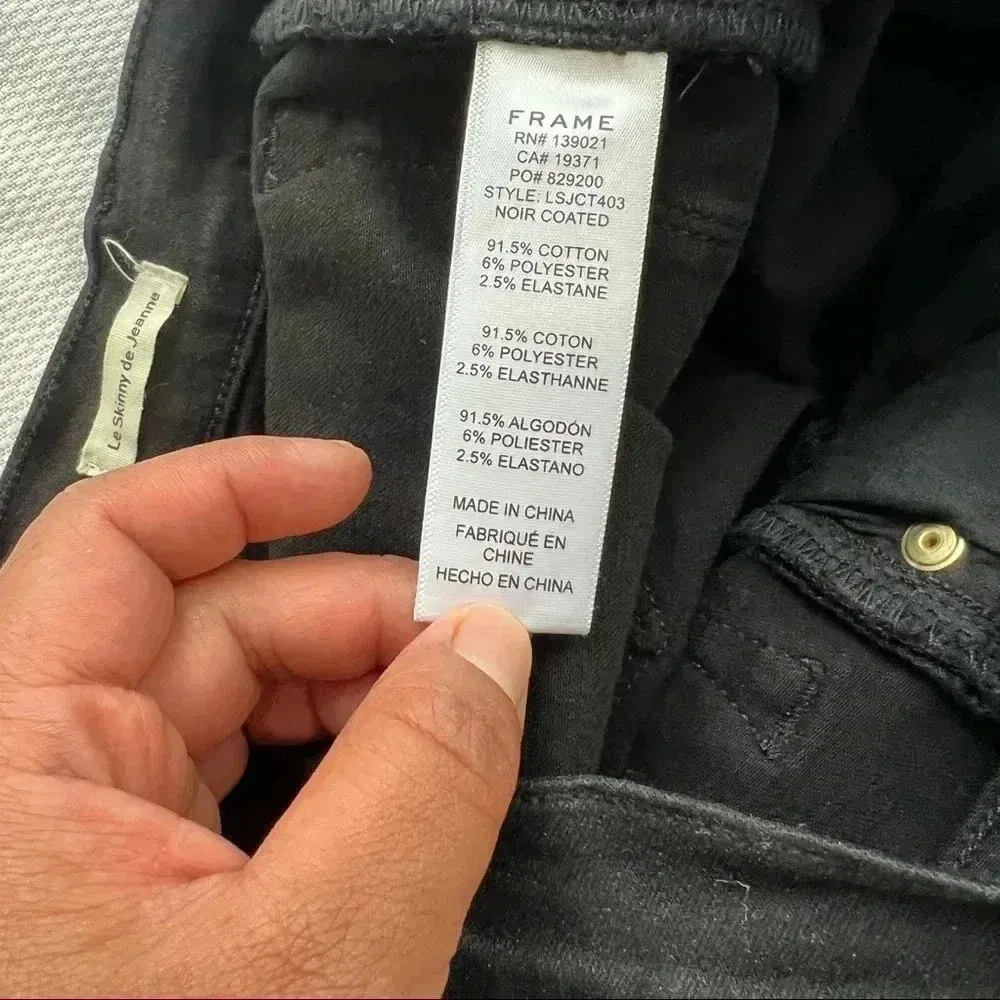 FRAME
RN# 139021
CA# 19371
PO# 829200
STYLE: LSJCT403
NOIR COATED
91.5% COTTON
6% POLYESTER
2.5% ELASTANE
91.5% COTON
6% POLYESTER
2.5% ELASTHANNE
91.5% ALGODÓN
6% POLIESTER
2.5% ELASTANO
MADE IN CHINA
FABRIQUÉ EN
CHINE
HECHO EN CHINA
Le Skinny de Jeanne